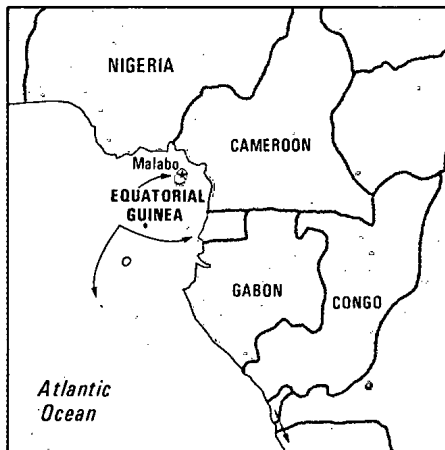 NIGERIA
Malabo
CAMEROON
EQUATORIAL
GUINEA
GABON
CONGO
Atlantic
Ocean